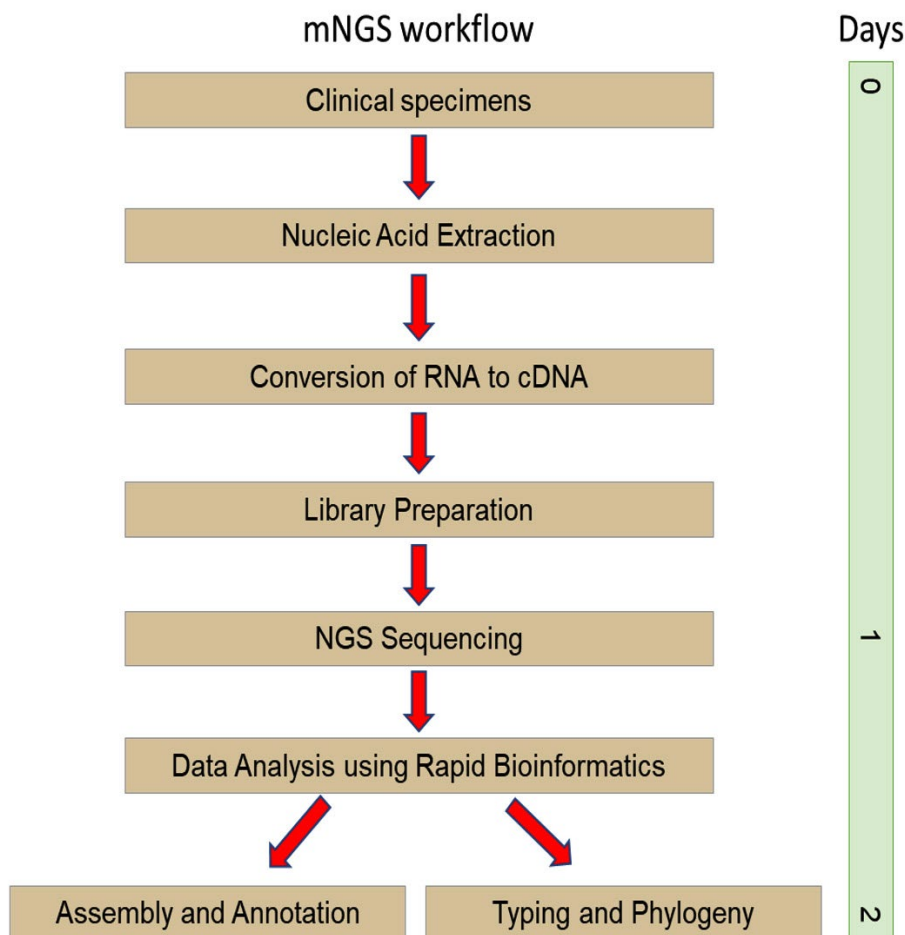 mNGS workflow
Days
Clinical specimens
0
Nucleic Acid Extraction
Conversion of RNA to cDNA
Library Preparation
NGS Sequencing
1
Data Analysis using Rapid Bioinformatics
Assembly and Annotation
Typing and Phylogeny
2